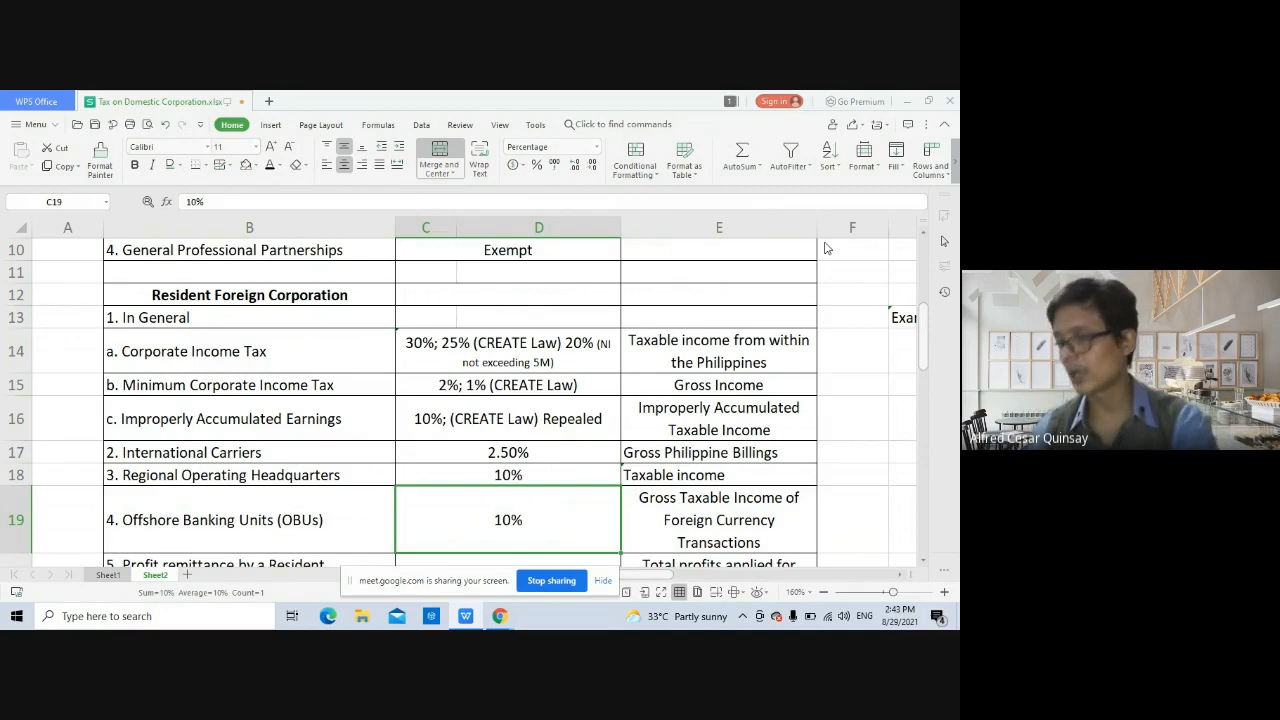 WPS Office
Tax on Domestic Corporation.xlsx
1
Sign in
Go Premium
Menu
Home
Insert
Page Layout
Formulas
Data
Review
View
Tools
Click to find commands
Paste
Cut
Copy
Format
Painter
Calibri
11
Merge and
Center
Wrap
Text
Percentage
Conditional
Formatting
Format as
Table
AutoSum
AutoFilter
Sort
Format
Fill
Rows and
Columns
C19
fx
10%
A B C D E F
10 4. General Professional Partnerships Exempt
11
12 Resident Foreign Corporation
13 1. In General Exar
14 a. Corporate Income Tax
30%; 25% (CREATE Law) 20% (NI
not exceeding 5M)
Taxable income from within
the Philippines
15 b. Minimum Corporate Income Tax 2%; 1% (CREATE Law) Gross Income
16 c. Improperly Accumulated Earnings 10%; (CREATE Law) Repealed
Improperly Accumulated
Taxable Income
17 2. International Carriers 2.50% Gross Philippine Billings
18 3. Regional Operating Headquarters 10% Taxable income
19 4. Offshore Banking Units (OBUs) 10%
Gross Taxable Income of
Foreign Currency
Transactions
5. Profit remittance by a Resident Total profits applied for
Sheet1 Sheet2
meet.google.com is sharing your screen. Stop sharing Hide
Sum=10% Average=10% Count=1
160%
Type here to search
33°C Partly sunny
ENG
2:43 PM
8/29/2021
4
Alfred Cesar Quinsay